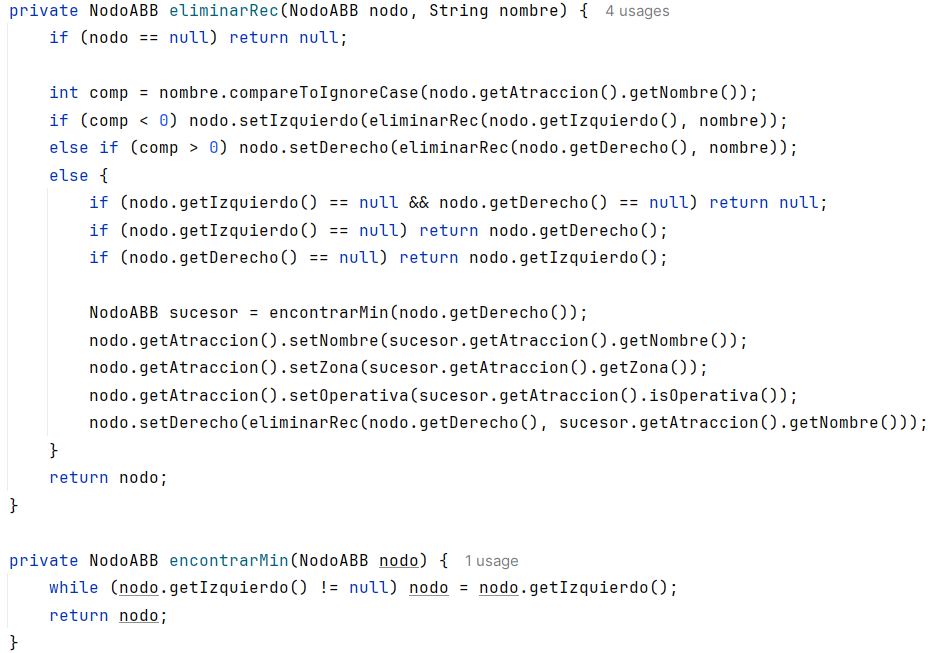 private NodoABB eliminarRec(NodoABB nodo, String nombre) { 4 usages
    if (nodo == null) return null;

    int comp = nombre.compareToIgnoreCase(nodo.getAtraccion().getNombre());
    if (comp < 0) nodo.setIzquierdo(eliminarRec(nodo.getIzquierdo(), nombre));
    else if (comp > 0) nodo.setDerecho(eliminarRec(nodo.getDerecho(), nombre));
    else {
        if (nodo.getIzquierdo() == null && nodo.getDerecho() == null) return null;
        if (nodo.getIzquierdo() == null) return nodo.getDerecho();
        if (nodo.getDerecho() == null) return nodo.getIzquierdo();

        NodoABB sucesor = encontrarMin(nodo.getDerecho());
        nodo.getAtraccion().setNombre(sucesor.getAtraccion().getNombre());
        nodo.getAtraccion().setZona(sucesor.getAtraccion().getZona());
        nodo.getAtraccion().setOperativa(sucesor.getAtraccion().isOperativa());
        nodo.setDerecho(eliminarRec(nodo.getDerecho(), sucesor.getAtraccion().getNombre()));
    }
    return nodo;
}

private NodoABB encontrarMin(NodoABB nodo) { 1 usage
    while (nodo.getIzquierdo() != null) nodo = nodo.getIzquierdo();
    return nodo;
}